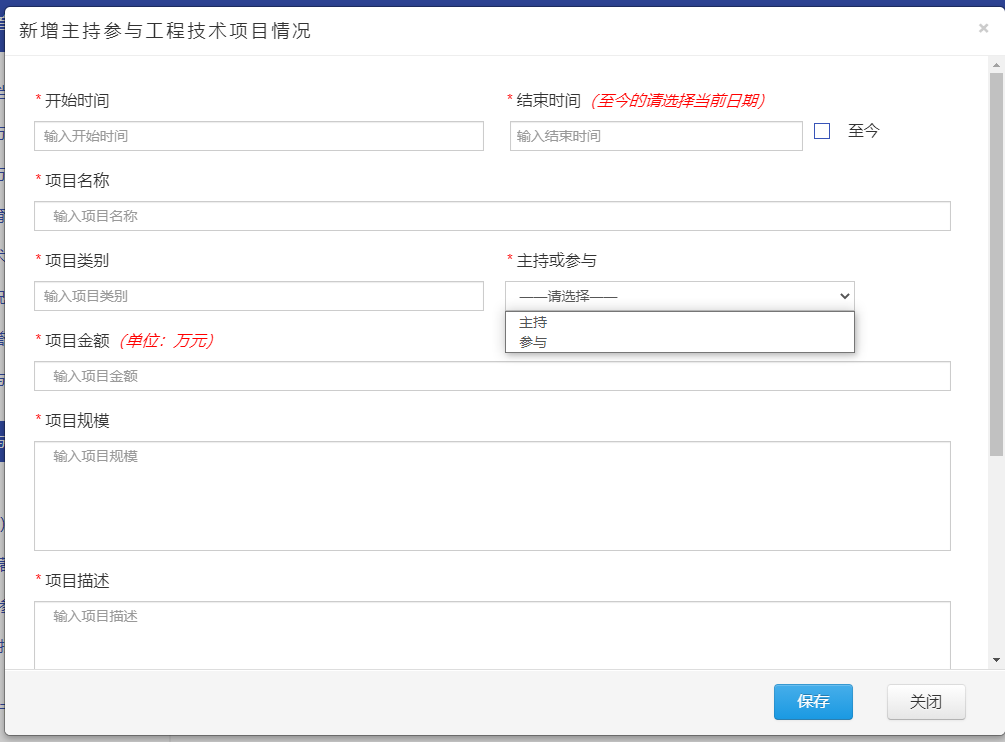 新增主持参与工程技术项目情况
×
* 开始时间
* 结束时间 (至今的请选择当前日期)
输入开始时间
输入结束时间
至今
* 项目名称
输入项目名称
* 项目类别
* 主持或参与
输入项目类别
——请选择——
主持
参与
* 项目金额 (单位：万元)
输入项目金额
* 项目规模
输入项目规模
* 项目描述
输入项目描述
保存
关闭